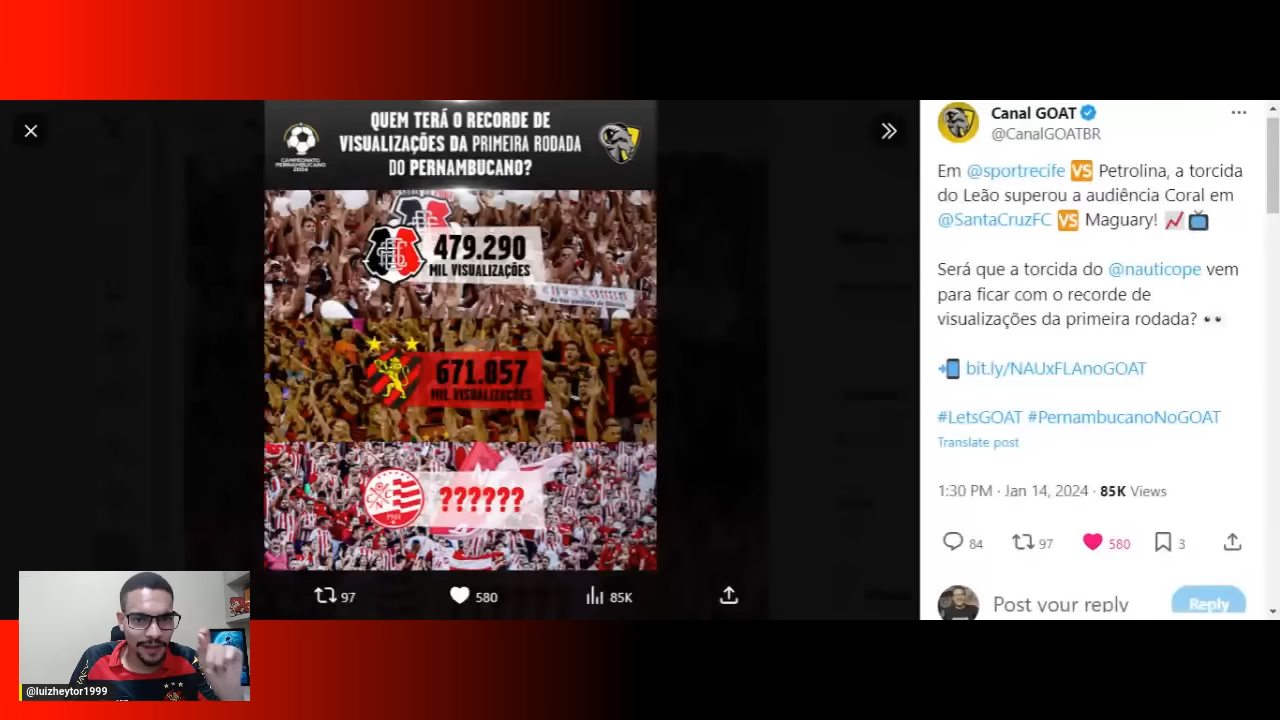 QUEM TERÁ O RECORDE DE
VISUALIZAÇÕES DA PRIMEIRA RODADA
DO PERNAMBUCANO?
CAMPEONATO
PERNAMBUCANO
2024
479.290
MIL VISUALIZAÇÕES
671.057
MIL VISUALIZAÇÕES
??????
97
580
85K
Canal GOAT
@CanalGOATBR
Em @sportrecife VS Petrolina, a torcida
do Leão superou a audiência Coral em
@SantaCruzFC VS Maguary!
Será que a torcida do @nauticope vem
para ficar com o recorde de
visualizações da primeira rodada?
bit.ly/NAUxFLAnoGOAT
#LetsGOAT #PernambucanoNoGOAT
Translate post
1:30 PM · Jan 14, 2024 · 85K Views
84
97
580
3
Post your reply
Reply
@luizheytor1999